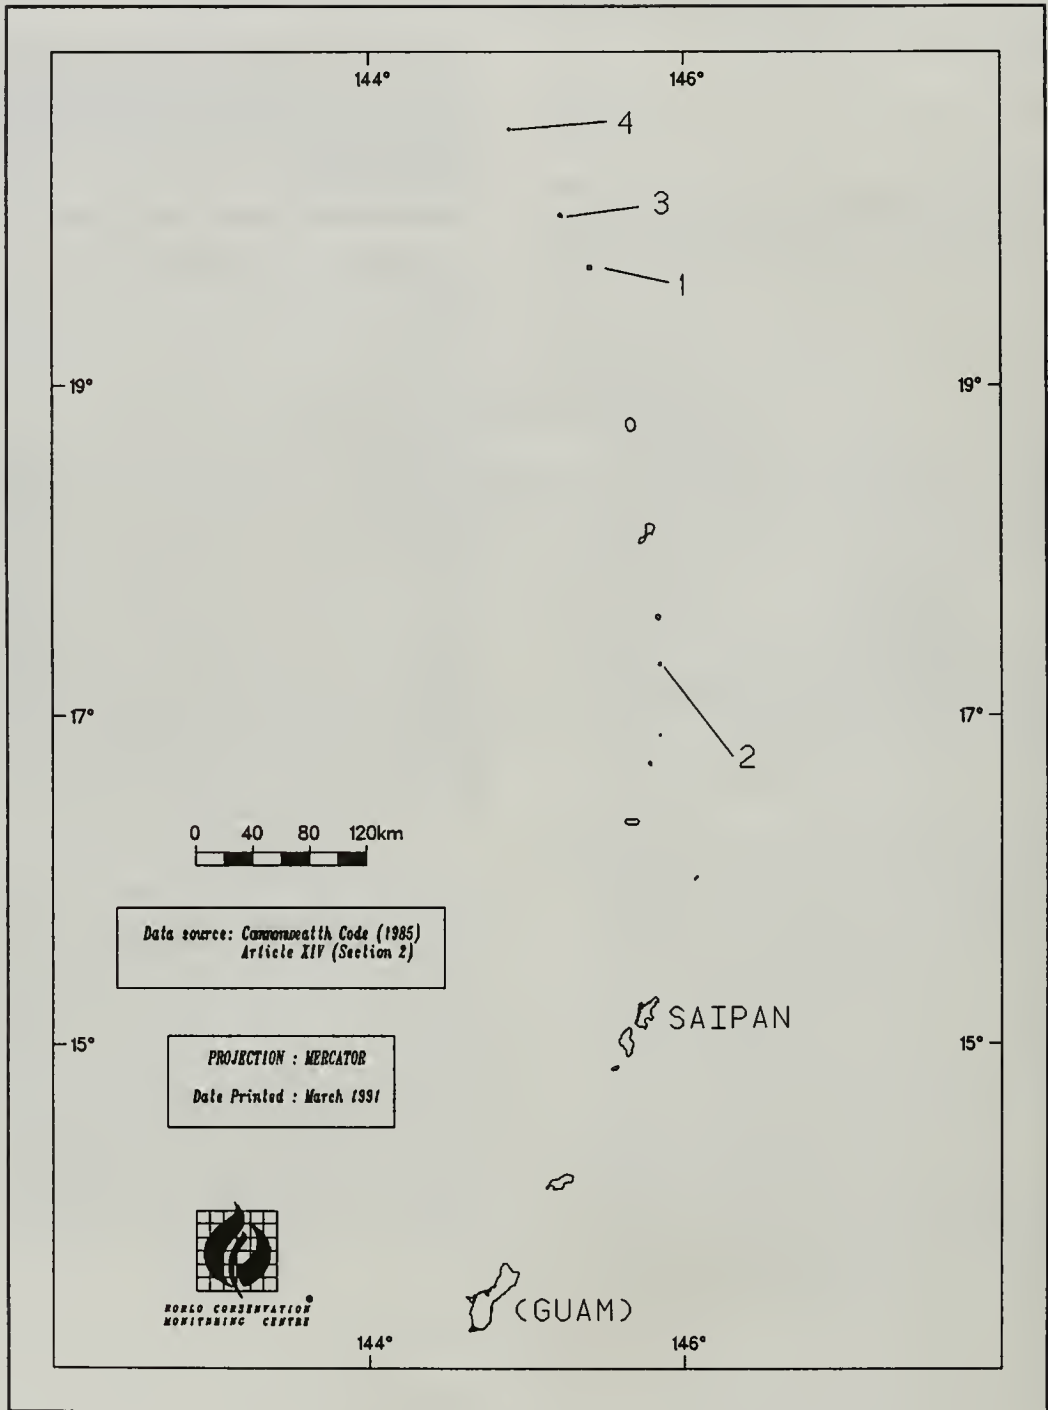 144° 146°
4
3
1
19° 19°
17° 17°
2
0 40 80 120km
Data source: Commonwealth Code (1985)
Article XIV (Section 2)
SAIPAN
15° 15°
PROJECTION : MERCATOR
Date Printed : March 1991
WORLD CONSERVATION
MONITORING CENTRE
(GUAM)
144° 146°